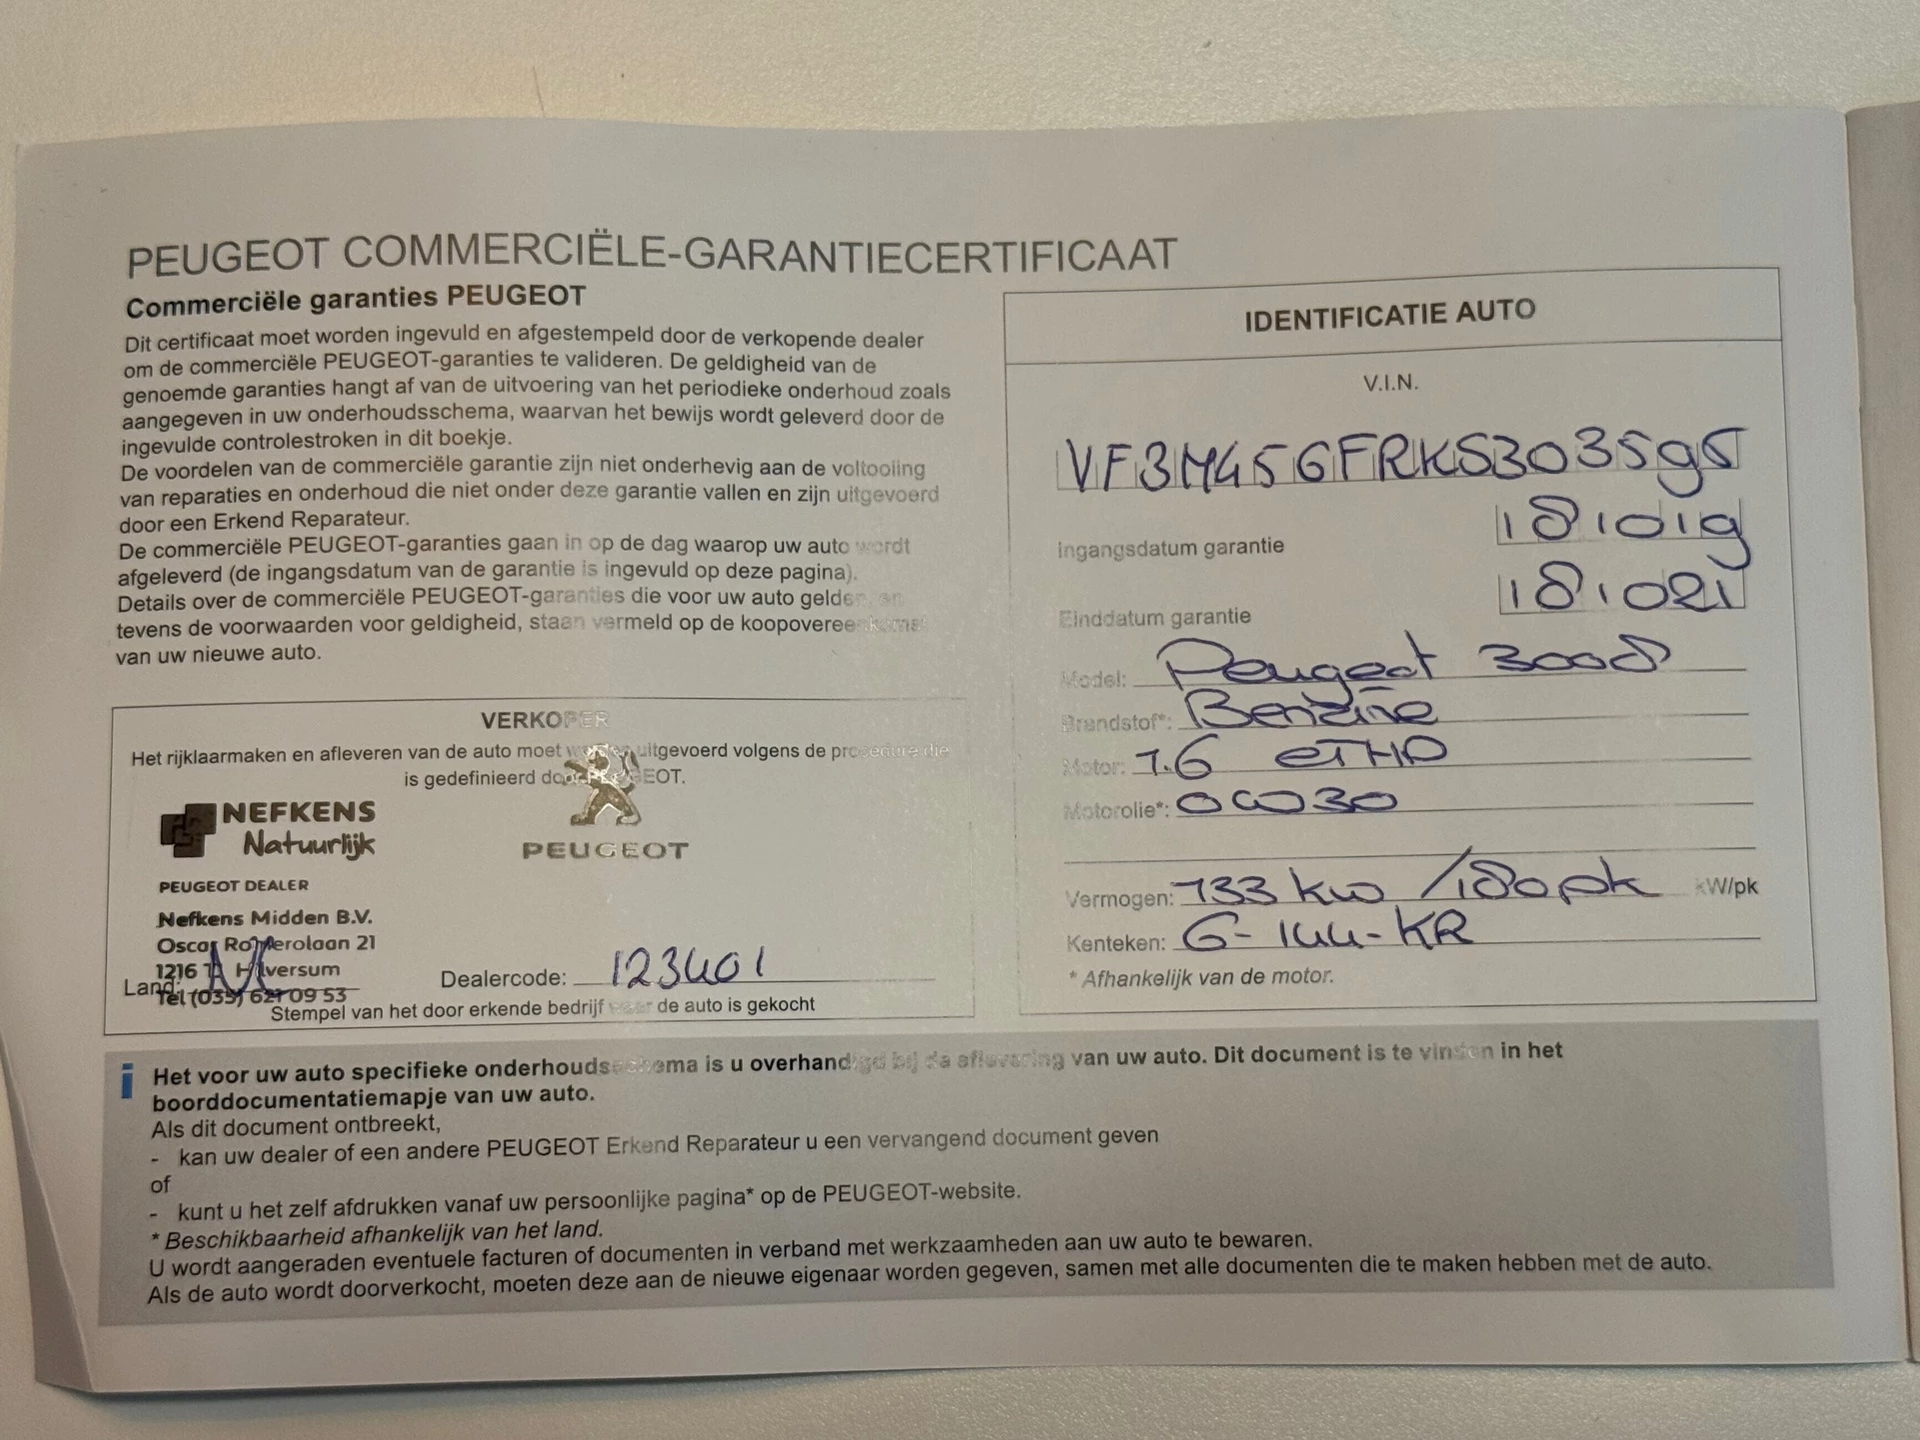 PEUGEOT COMMERCIËLE-GARANTIECERTIFICAAT
Commerciële garanties PEUGEOT
Dit certificaat moet worden ingevuld en afgestempeld door de verkopende dealer
om de commerciële PEUGEOT-garanties te valideren. De geldigheid van de
genoemde garanties hangt af van de uitvoering van het periodieke onderhoud zoals
aangegeven in uw onderhoudsschema, waarvan het bewijs wordt geleverd door de
ingevulde controlestroken in dit boekje.
De voordelen van de commerciële garantie zijn niet onderhevig aan de voltooiing
van reparaties en onderhoud die niet onder deze garantie vallen en zijn uitgevoerd
door een Erkend Reparateur.
De commerciële PEUGEOT-garanties gaan in op de dag waarop uw auto wordt
afgeleverd (de ingangsdatum van de garantie is ingevuld op deze pagina).
Details over de commerciële PEUGEOT-garanties die voor uw auto gelden, en
tevens de voorwaarden voor geldigheid, staan vermeld op de koopovereenkomst
van uw nieuwe auto.
VERKOPER
Het rijklaarmaken en afleveren van de auto moet worden uitgevoerd volgens de procedure die
is gedefinieerd door PEUGEOT.
NEFKENS
Natuurlijk
PEUGEOT
PEUGEOT DEALER
Nefkens Midden B.V.
Oscar Romerolaan 21
1216 Hilversum
Tel (035) 621 09 53
Land: NL
Dealercode: 123401
Stempel van het door erkende bedrijf waar de auto is gekocht
IDENTIFICATIE AUTO
V.I.N.
VF3M45GFRKS303595
Ingangsdatum garantie 181019
Einddatum garantie 181021
Model: Peugeot 3008
Brandstof*: Benzine
Motor: 1.6 eTHP
Motorolie*: 0W30
Vermogen: 133 kw / 180 pk kW/pk
Kenteken: G-144-KR
* Afhankelijk van de motor.
i Het voor uw auto specifieke onderhoudsschema is u overhandigd bij de aflevering van uw auto. Dit document is te vinden in het
boorddocumentatiemapje van uw auto.
Als dit document ontbreekt,
- kan uw dealer of een andere PEUGEOT Erkend Reparateur u een vervangend document geven
of
- kunt u het zelf afdrukken vanaf uw persoonlijke pagina* op de PEUGEOT-website.
* Beschikbaarheid afhankelijk van het land.
U wordt aangeraden eventuele facturen of documenten in verband met werkzaamheden aan uw auto te bewaren.
Als de auto wordt doorverkocht, moeten deze aan de nieuwe eigenaar worden gegeven, samen met alle documenten die te maken hebben met de auto.